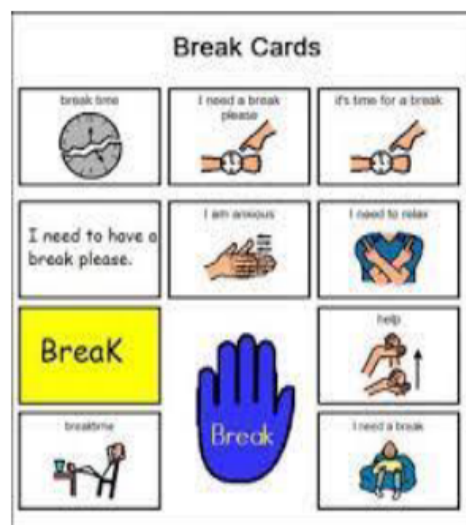 Break Cards
break time
I need a break
please
it's time for a break
I need to have a
break please.
I am anxious
I need to relax
BreaK
Break
help
breaktime
I need a break